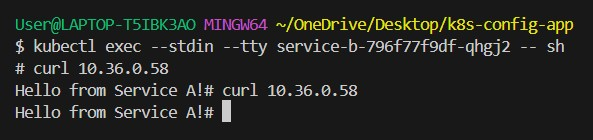 User@LAPTOP-T5IBK3AO MINGW64 ~/OneDrive/Desktop/k8s-config-app
$ kubectl exec --stdin --tty service-b-796f77f9df-qhgj2 -- sh
# curl 10.36.0.58
Hello from Service A!# curl 10.36.0.58
Hello from Service A!#